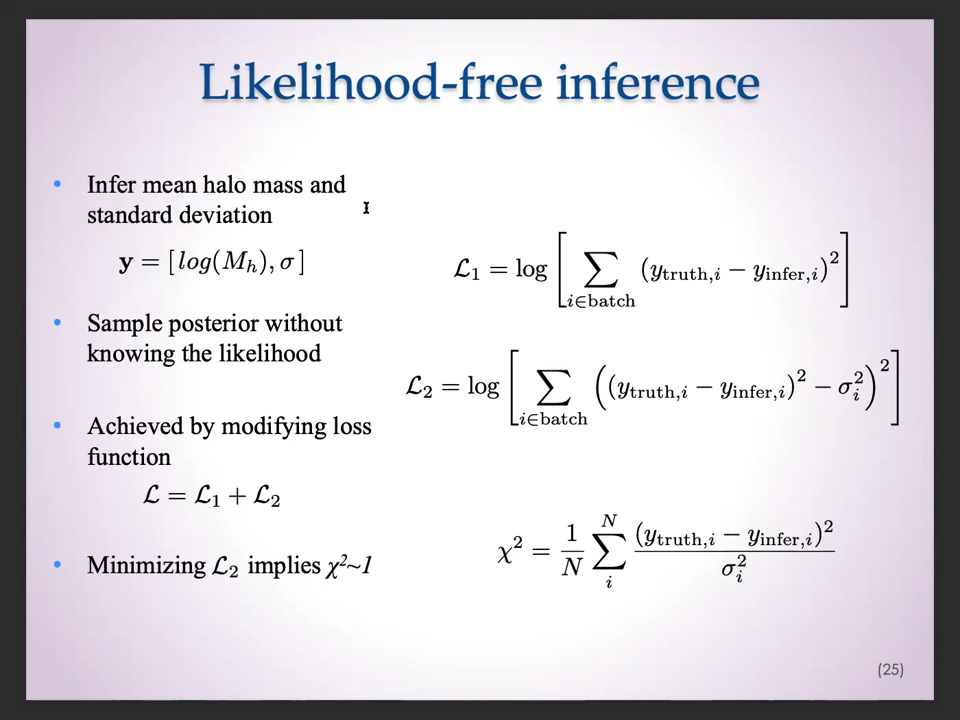 Likelihood-free inference
• Infer mean halo mass and
standard deviation
y = [log(M_h), σ]
• Sample posterior without
knowing the likelihood
• Achieved by modifying loss
function
ℒ = ℒ₁ + ℒ₂
• Minimizing ℒ₂ implies χ²~1
ℒ₁ = log [ ∑_{i∈batch} (y_{truth,i} − y_{infer,i})² ]
ℒ₂ = log [ ∑_{i∈batch} ((y_{truth,i} − y_{infer,i})² − σ_i²)² ]
χ² = 1/N ∑_i^N (y_{truth,i} − y_{infer,i})² / σ_i²
(25)